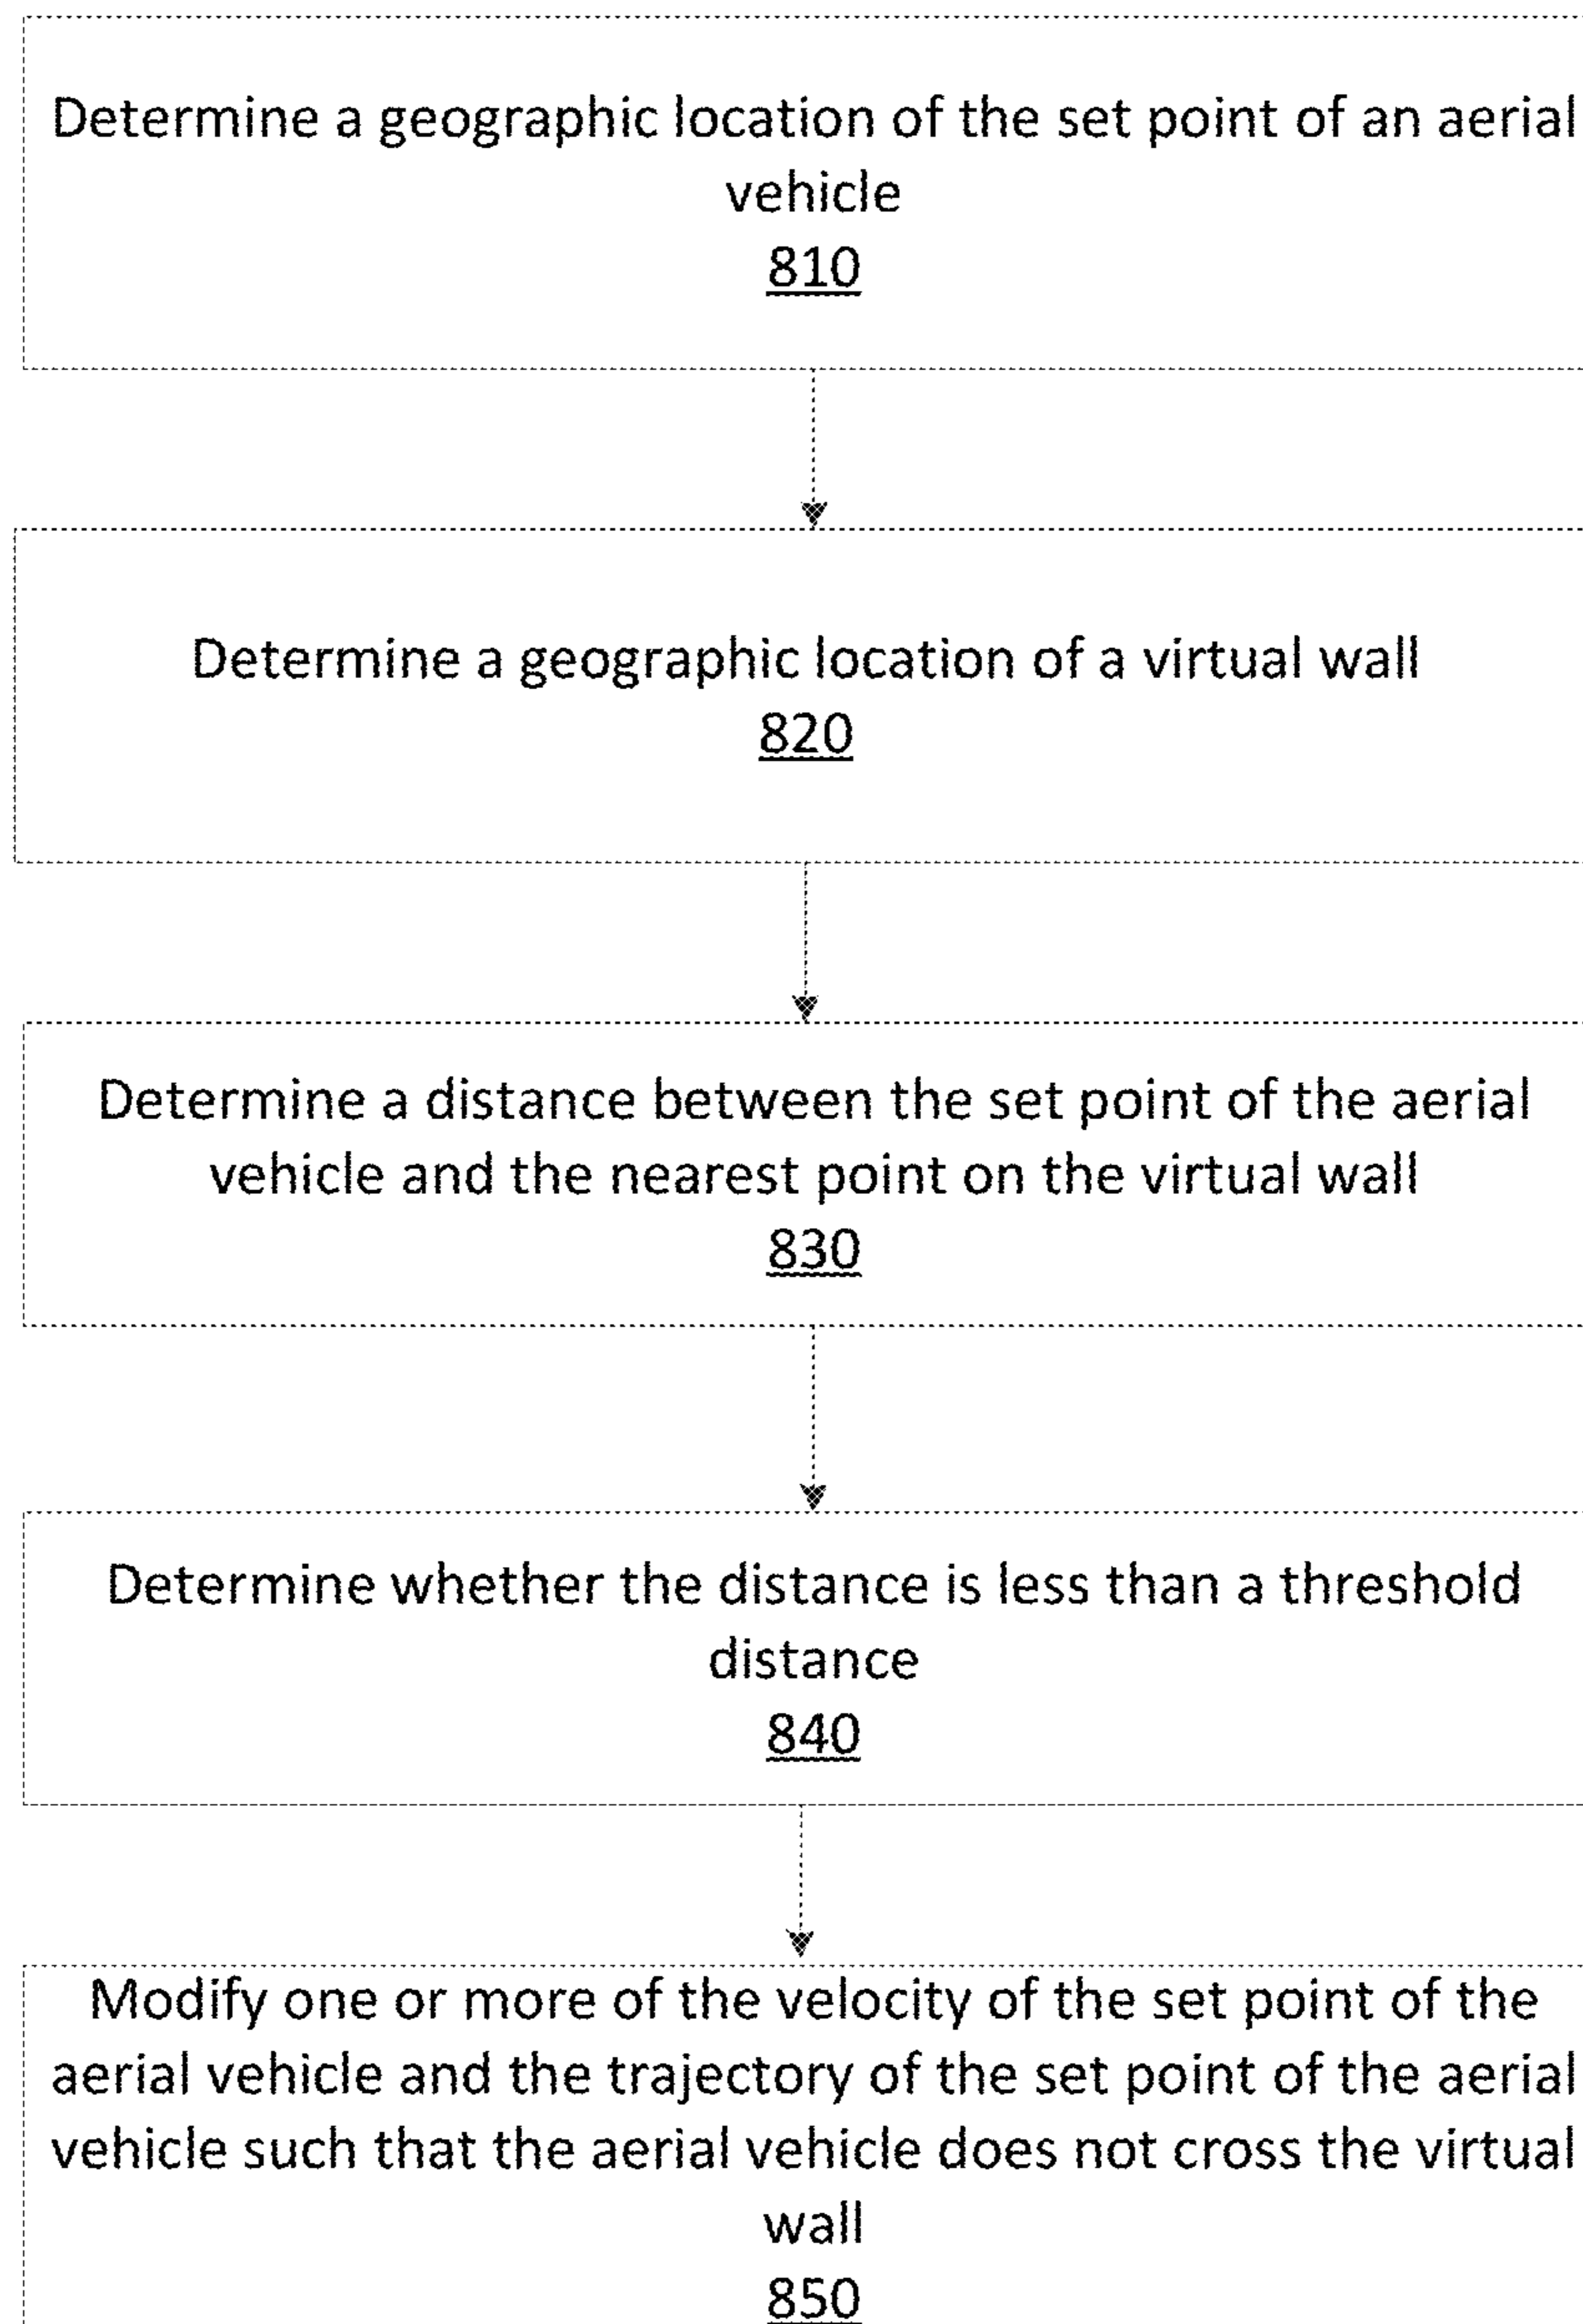 Determine a geographic location of the set point of an aerial
vehicle
810
Determine a geographic location of a virtual wall
820
Determine a distance between the set point of the aerial
vehicle and the nearest point on the virtual wall
830
Determine whether the distance is less than a threshold
distance
840
Modify one or more of the velocity of the set point of the
aerial vehicle and the trajectory of the set point of the aerial
vehicle such that the aerial vehicle does not cross the virtual
wall
850